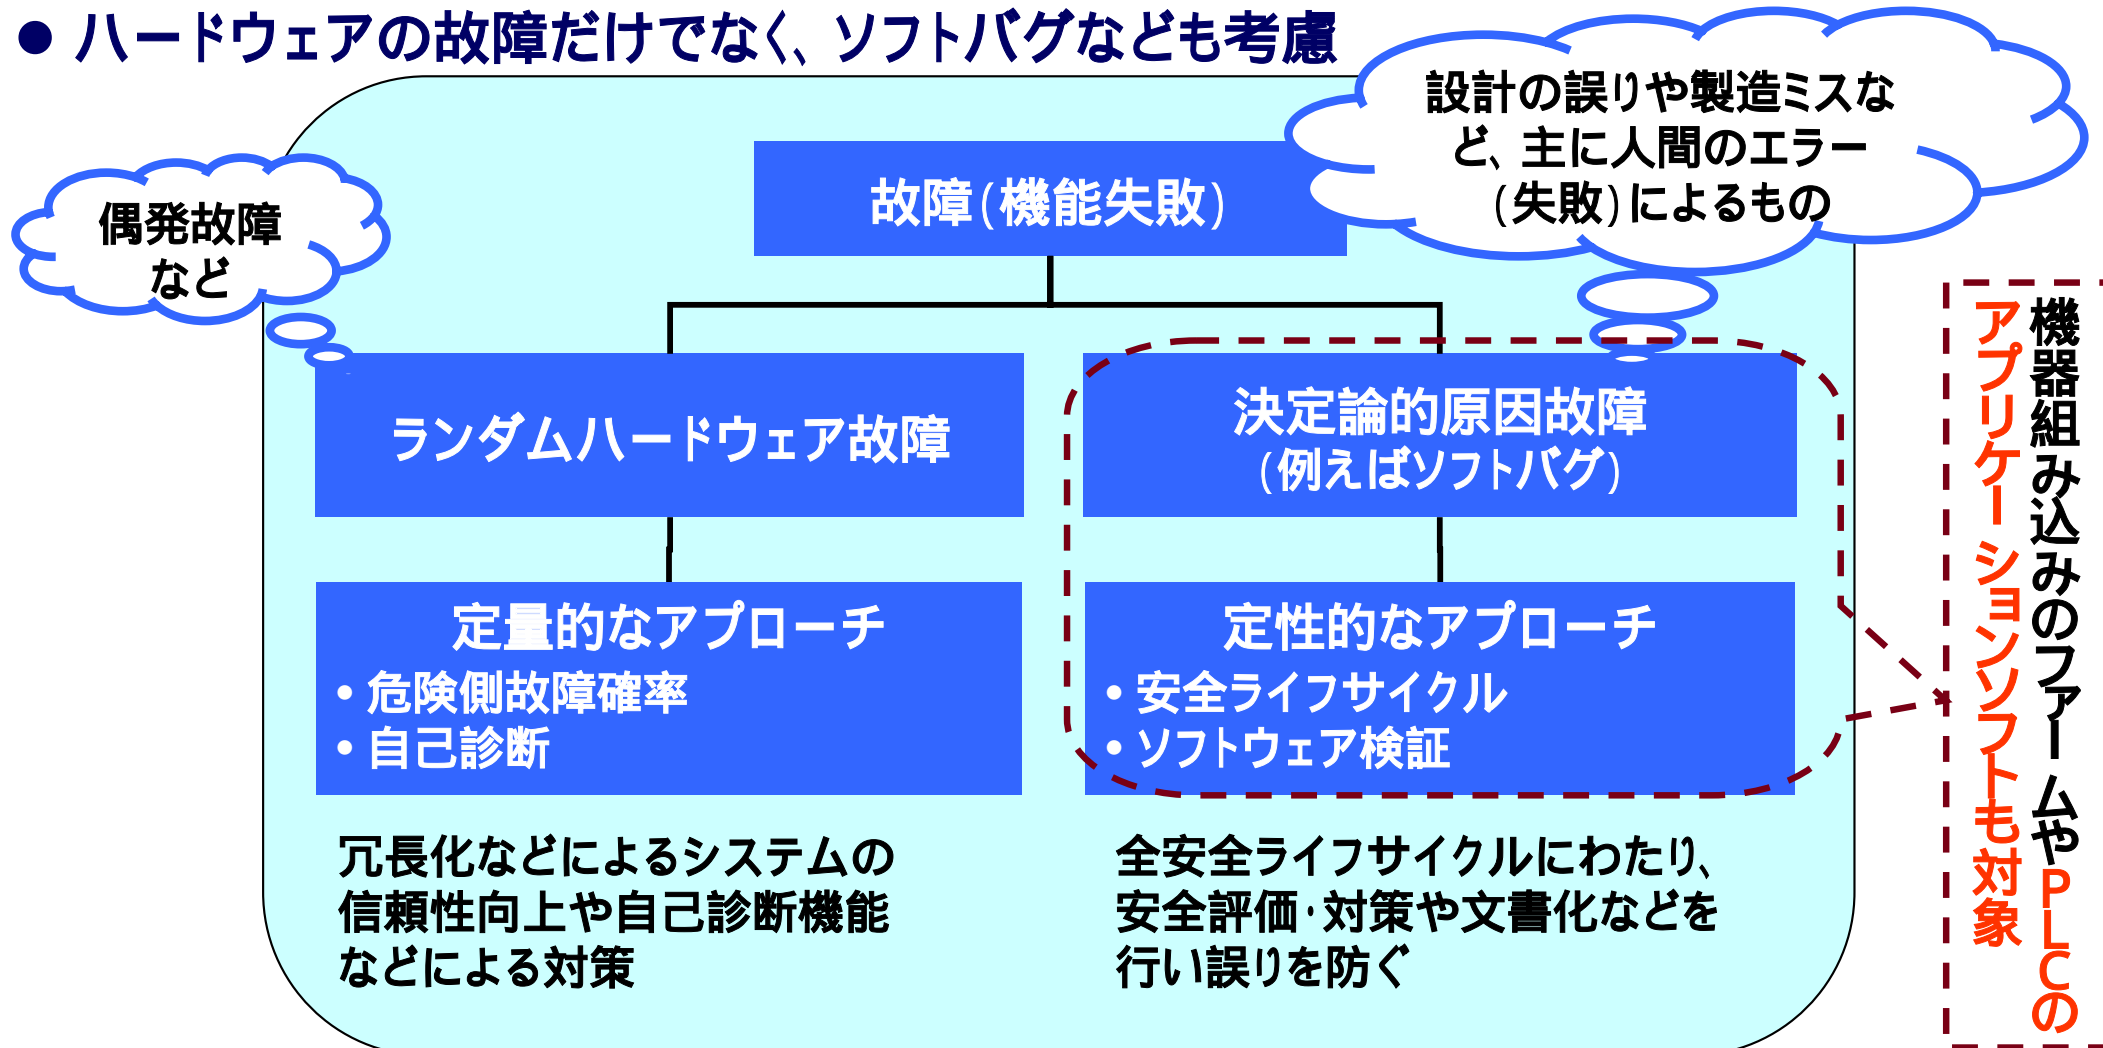 ● ハードウェアの故障だけでなく、ソフトバグなども考慮
設計の誤りや製造ミスな
ど、主に人間のエラー
(失敗)によるもの
偶発故障
など
故障(機能失敗)
ランダムハードウェア故障
決定論的原因故障
(例えばソフトバグ)
定量的なアプローチ
• 危険側故障確率
• 自己診断
定性的なアプローチ
• 安全ライフサイクル
• ソフトウェア検証
冗長化などによるシステムの
信頼性向上や自己診断機能
などによる対策
全安全ライフサイクルにわたり、
安全評価・対策や文書化などを
行い誤りを防ぐ
機器組み込みのファームやPLCの
アプリケーションソフトも対象